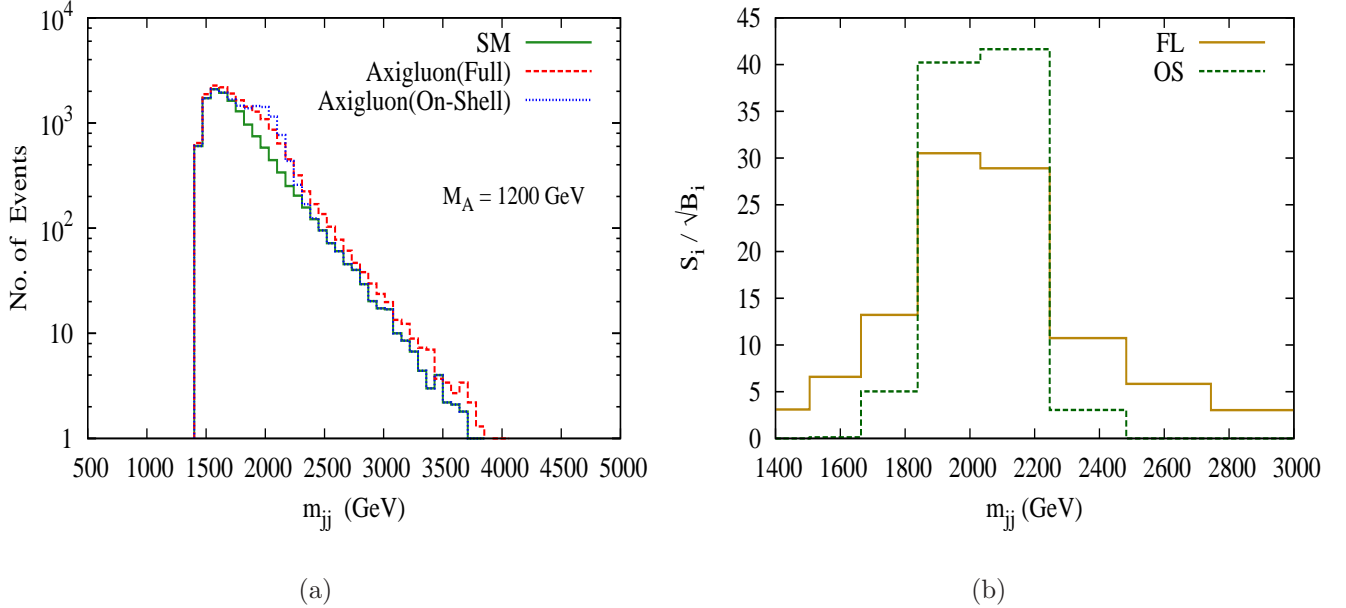 10^4
10^3
10^2
10
1
No. of Events
SM
Axigluon(Full)
Axigluon(On-Shell)
M_A = 1200 GeV
500 1000 1500 2000 2500 3000 3500 4000 4500 5000
m_jj (GeV)
(a)
45
40
35
30
25
20
15
10
5
0
S_i / √B_i
FL
OS
1400 1600 1800 2000 2200 2400 2600 2800 3000
m_jj (GeV)
(b)